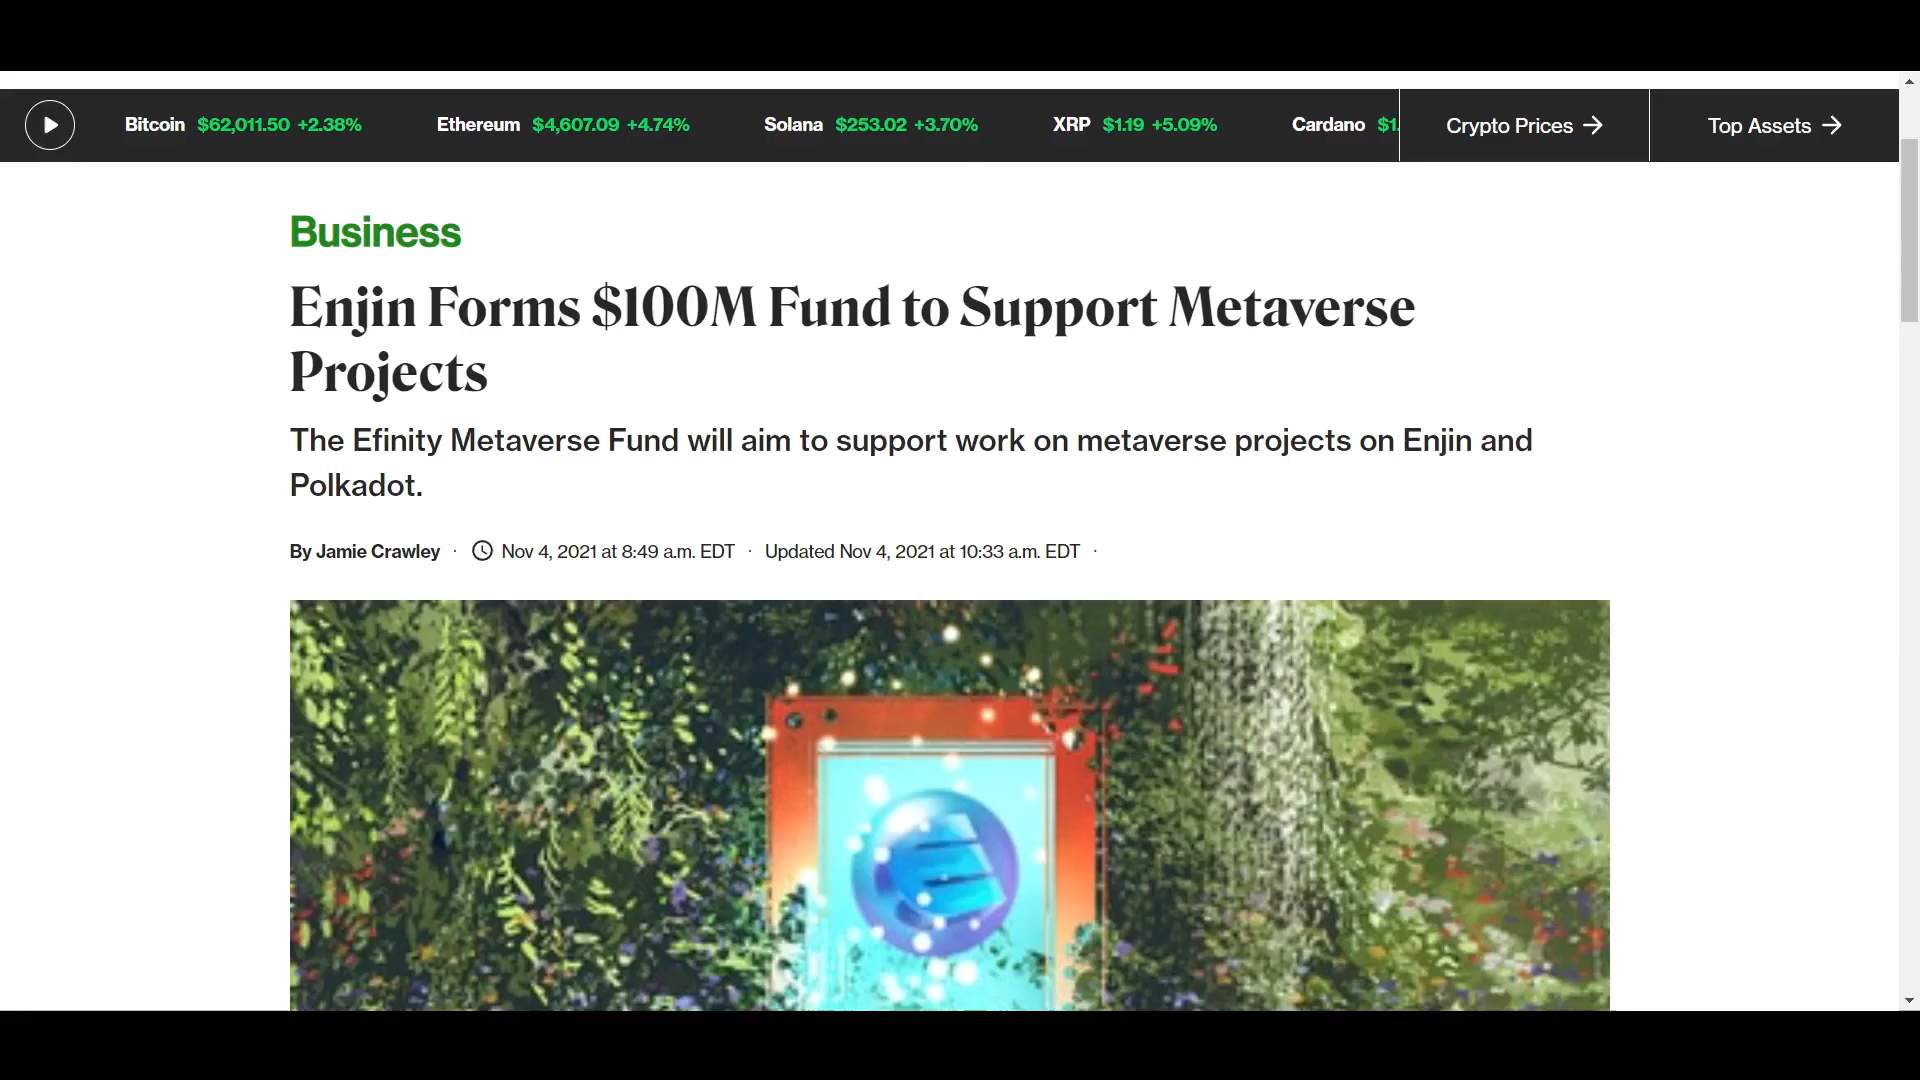 Bitcoin $62,011.50 +2.38% Ethereum $4,607.09 +4.74% Solana $253.02 +3.70% XRP $1.19 +5.09% Cardano $1. Crypto Prices → Top Assets →
Business
Enjin Forms $100M Fund to Support Metaverse
Projects
The Efinity Metaverse Fund will aim to support work on metaverse projects on Enjin and
Polkadot.
By Jamie Crawley · Nov 4, 2021 at 8:49 a.m. EDT · Updated Nov 4, 2021 at 10:33 a.m. EDT ·